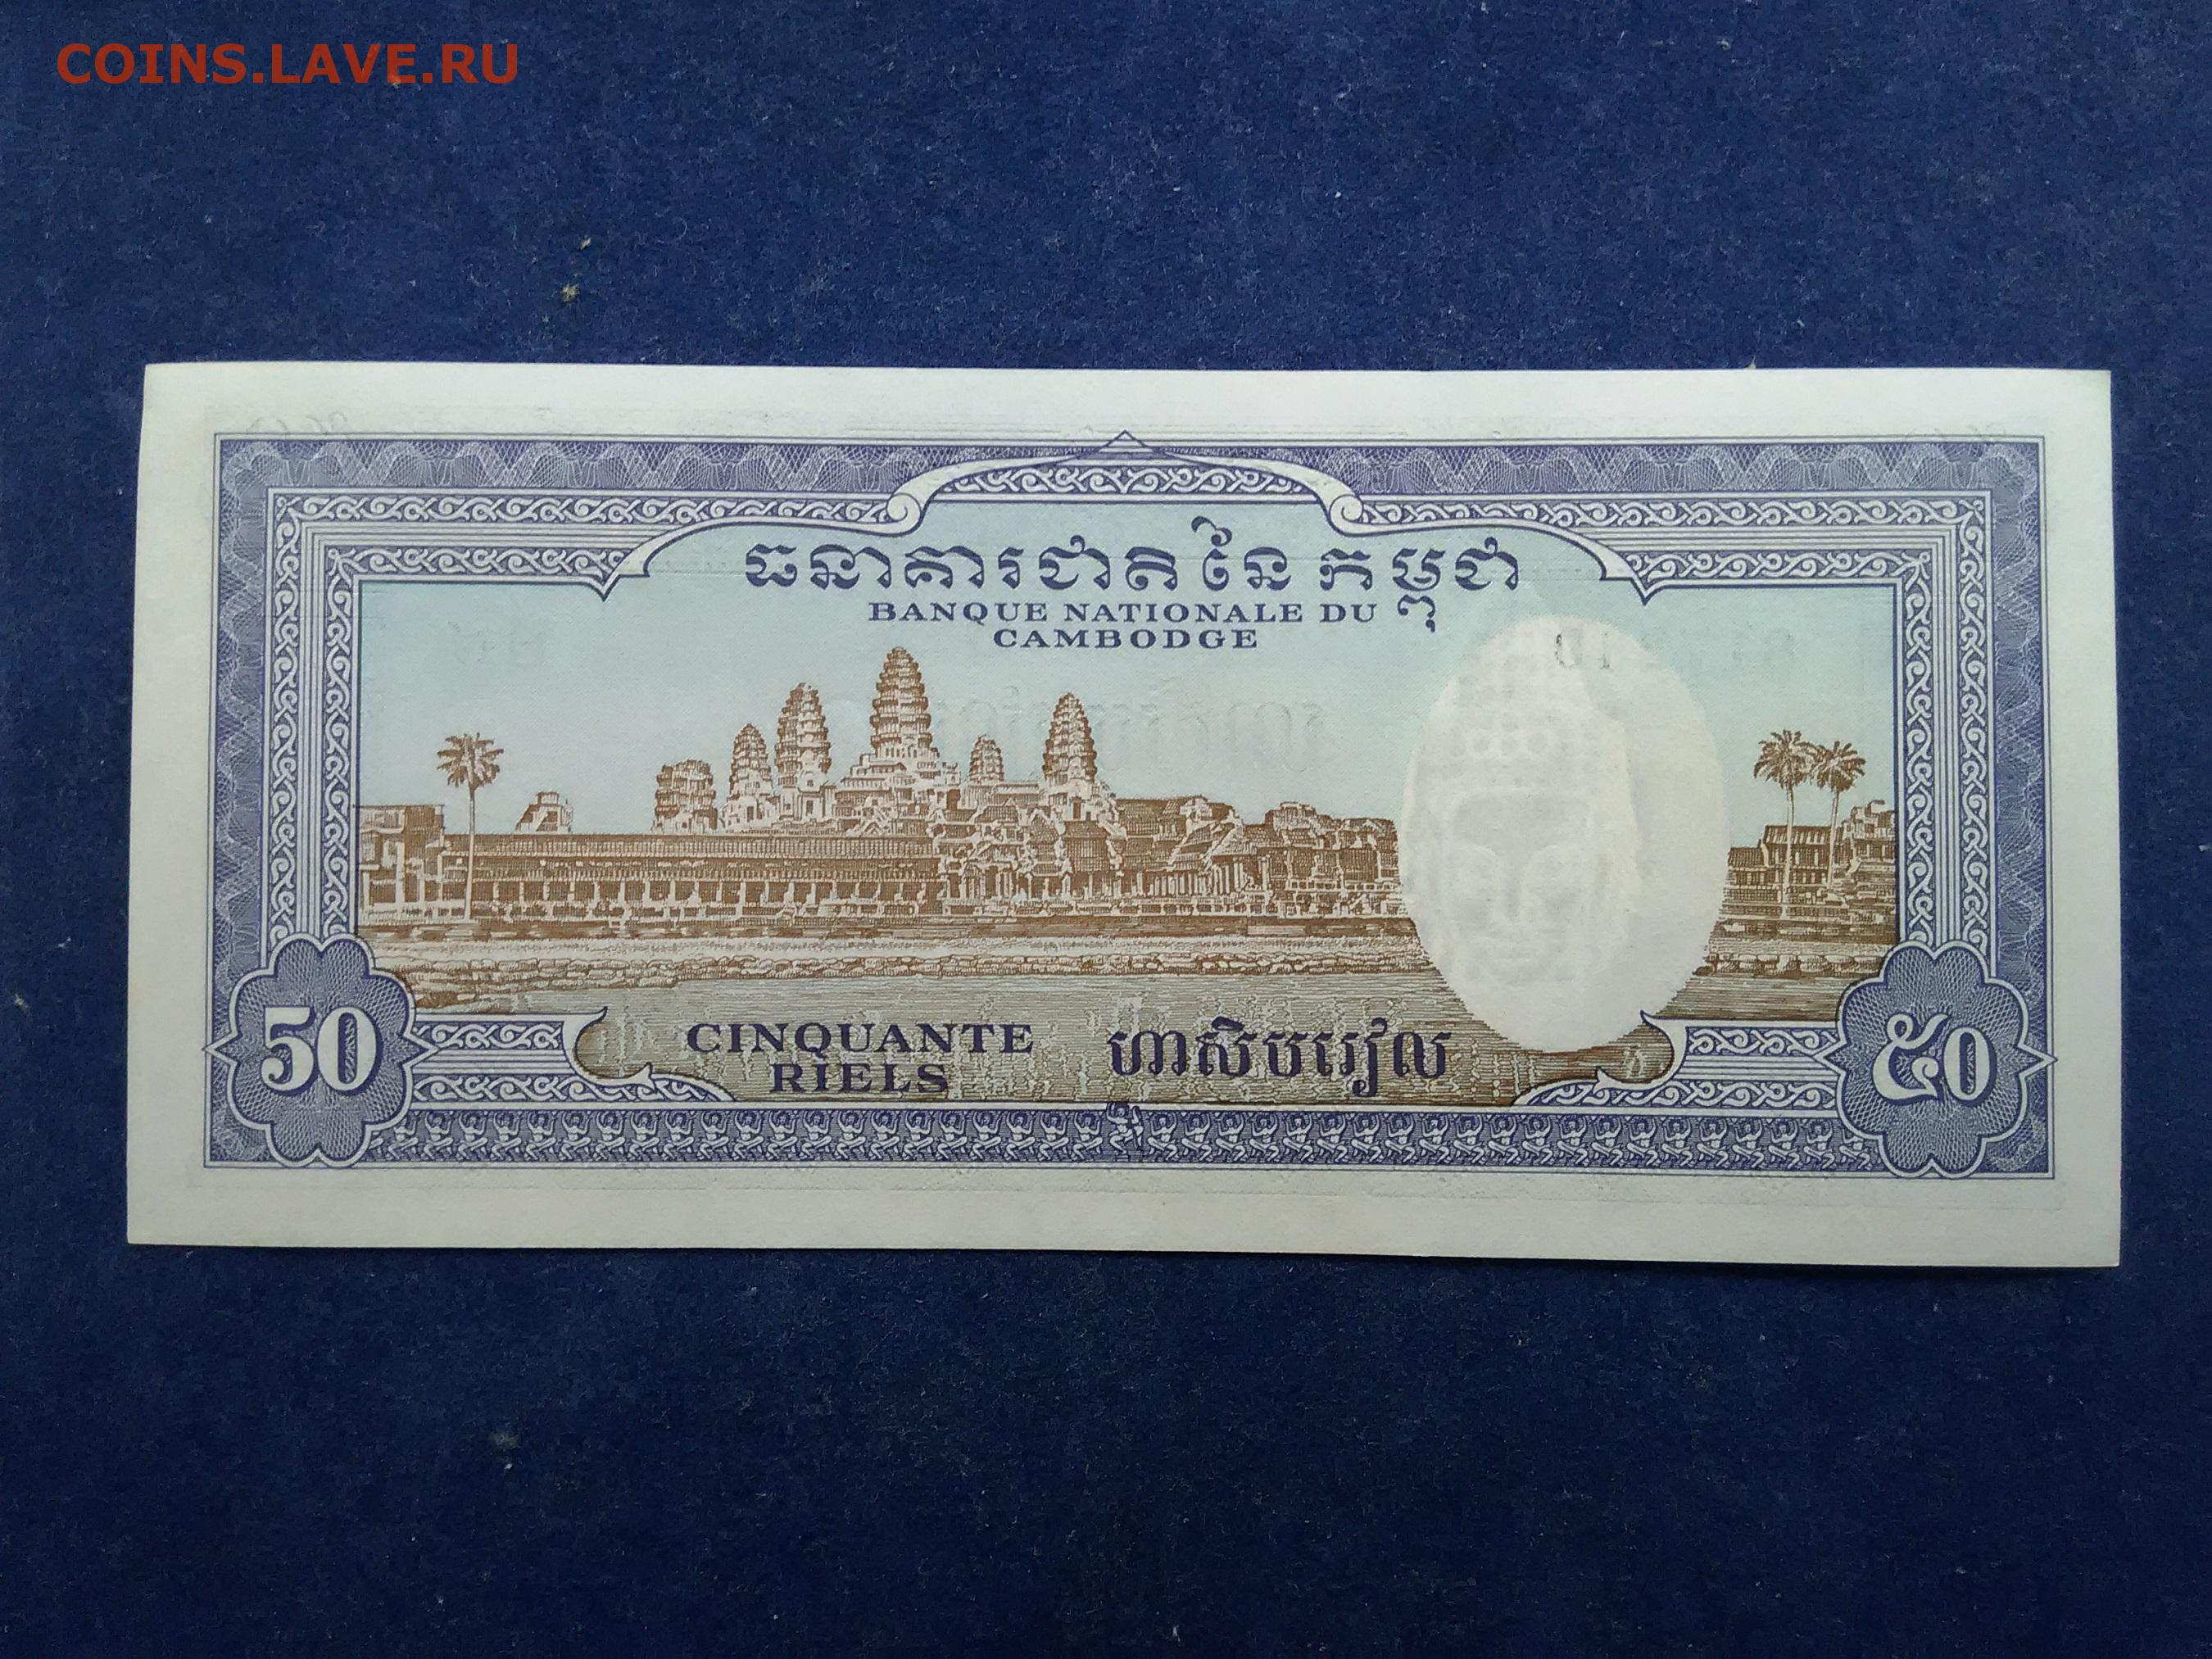 COINS.LAVE.RU
ធនាគារជាតិនៃកម្ពុជា
BANQUE NATIONALE DU
CAMBODGE
CINQUANTE
RIELS
ហាសិបរៀល
50
៥០